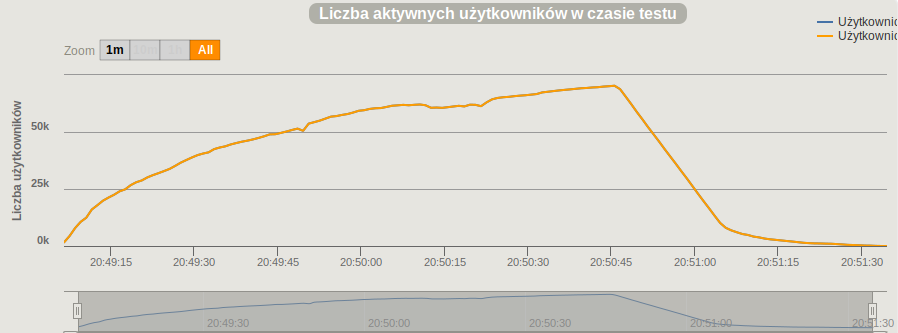 Liczba aktywnych użytkowników w czasie testu
Użytkownic
Użytkownic
Zoom 1m All
Liczba użytkowników
50k
25k
0k
20:49:15 20:49:30 20:49:45 20:50:00 20:50:15 20:50:30 20:50:45 20:51:00 20:51:15 20:51:30
20:49:30 20:50:00 20:50:30 20:51:00 20:51:30